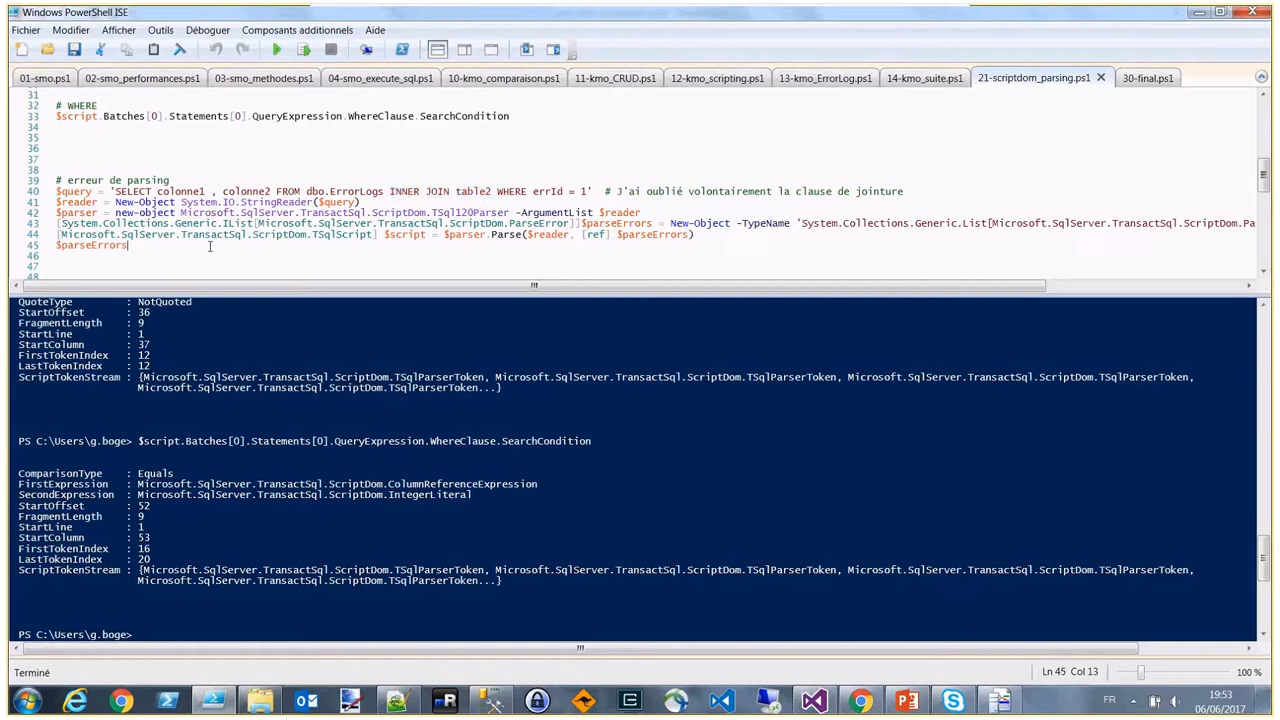 Windows PowerShell ISE
Fichier Modifier Afficher Outils Déboguer Composants additionnels Aide
01-smo.ps1 02-smo_performances.ps1 03-smo_methodes.ps1 04-smo_execute_sql.ps1 10-kmo_comparaison.ps1 11-kmo_CRUD.ps1 12-kmo_scripting.ps1 13-kmo_ErrorLog.ps1 14-kmo_suite.ps1 21-scriptdom_parsing.ps1 30-final.ps1
31
32 # WHERE
33 $script.Batches[0].Statements[0].QueryExpression.WhereClause.SearchCondition
34
35
36
37
38
39 # erreur de parsing
40 $query = 'SELECT colonne1 , colonne2 FROM dbo.ErrorLogs INNER JOIN table2 WHERE errId = 1' # J'ai oublié volontairement la clause de jointure
41 $reader = New-Object System.IO.StringReader($query)
42 $parser = new-object Microsoft.SqlServer.TransactSql.ScriptDom.TSql120Parser -ArgumentList $reader
43 [System.Collections.Generic.IList[Microsoft.SqlServer.TransactSql.ScriptDom.ParseError]]$parseErrors = New-Object -TypeName 'System.Collections.Generic.List[Microsoft.SqlServer.TransactSql.ScriptDom.Pa
44 [Microsoft.SqlServer.TransactSql.ScriptDom.TSqlScript] $script = $parser.Parse($reader, [ref] $parseErrors)
45 $parseErrors
46
47
48
QuoteType : NotQuoted
StartOffset : 36
FragmentLength : 9
StartLine : 1
StartColumn : 37
FirstTokenIndex : 12
LastTokenIndex : 12
ScriptTokenStream : {Microsoft.SqlServer.TransactSql.ScriptDom.TSqlParserToken, Microsoft.SqlServer.TransactSql.ScriptDom.TSqlParserToken, Microsoft.SqlServer.TransactSql.ScriptDom.TSqlParserToken,
Microsoft.SqlServer.TransactSql.ScriptDom.TSqlParserToken...}
PS C:\Users\g.boge> $script.Batches[0].Statements[0].QueryExpression.WhereClause.SearchCondition
ComparisonType : Equals
FirstExpression : Microsoft.SqlServer.TransactSql.ScriptDom.ColumnReferenceExpression
SecondExpression : Microsoft.SqlServer.TransactSql.ScriptDom.IntegerLiteral
StartOffset : 52
FragmentLength : 9
StartLine : 1
StartColumn : 53
FirstTokenIndex : 16
LastTokenIndex : 20
ScriptTokenStream : {Microsoft.SqlServer.TransactSql.ScriptDom.TSqlParserToken, Microsoft.SqlServer.TransactSql.ScriptDom.TSqlParserToken, Microsoft.SqlServer.TransactSql.ScriptDom.TSqlParserToken,
Microsoft.SqlServer.TransactSql.ScriptDom.TSqlParserToken...}
PS C:\Users\g.boge>
Terminé Ln 45 Col 13 100 %
FR 19:53
06/06/2017